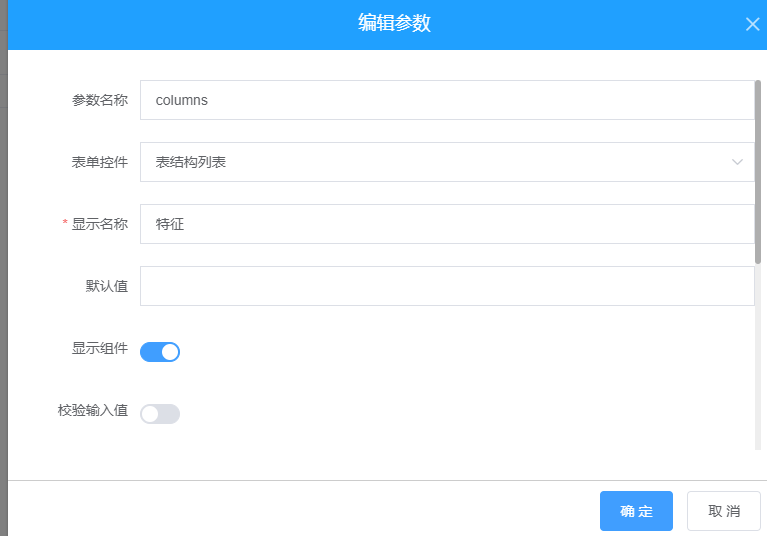 编辑参数
参数名称 columns
表单控件 表结构列表
* 显示名称 特征
默认值
显示组件
校验输入值
确定 取消